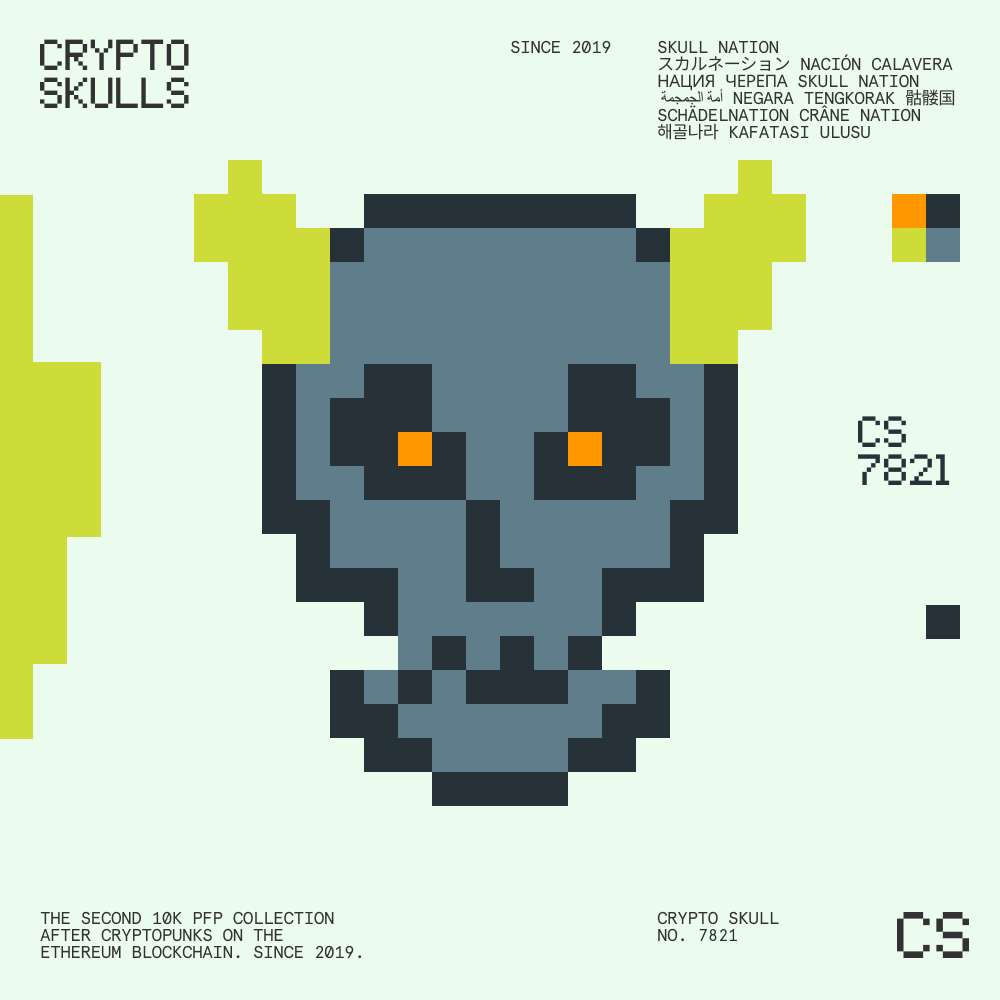 CRYPTO
SKULLS
SINCE 2019
SKULL NATION
スカルネーション NACIÓN CALAVERA
НАЦИЯ ЧЕРЕПА SKULL NATION
أمة الجمجمة NEGARA TENGKORAK 骷髅国
SCHÄDELNATION CRÂNE NATION
해골나라 KAFATASI ULUSU
CS
7821
THE SECOND 10K PFP COLLECTION
AFTER CRYPTOPUNKS ON THE
ETHEREUM BLOCKCHAIN. SINCE 2019.
CRYPTO SKULL
NO. 7821
CS